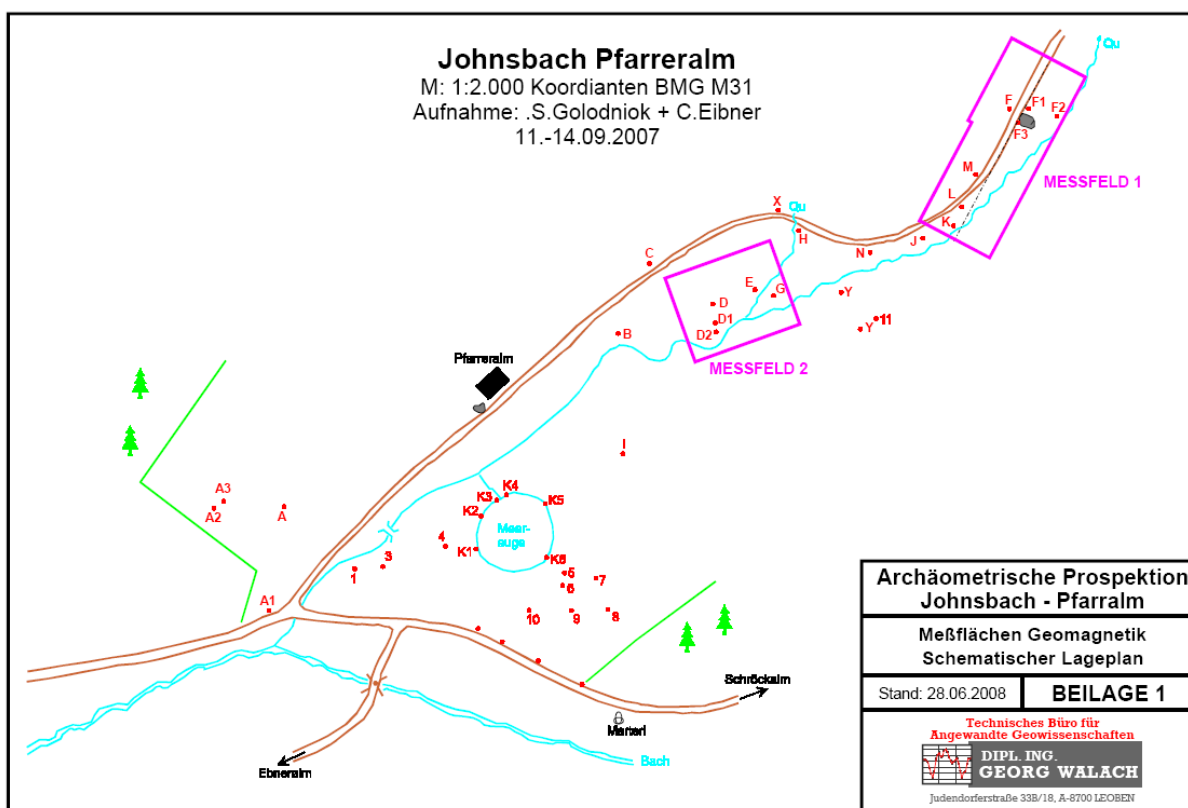 Johnsbach Pfarreralm
M: 1:2.000 Koordianten BMG M31
Aufnahme: .S.Golodniok + C.Eibner
11.-14.09.2007
Qu
F
F1
F2
F3
M
MESSFELD 1
L
K
X
Qu
H
J
N
C
E
G
Y
D
D1
11
Y
D2
B
MESSFELD 2
Pfarreralm
I
A3
A2
A
K4
K3
K5
K2
Meer-
auge
4
K1
K6
3
1
5
7
6
A1
10
9
8
Schröckalm
Marterl
Ebneralm
Bach
Archäometrische Prospektion
Johnsbach - Pfarralm
Meßflächen Geomagnetik
Schematischer Lageplan
Stand: 28.06.2008
BEILAGE 1
Technisches Büro für
Angewandte Geowissenschaften
DIPL. ING.
GEORG WALACH
Judendorferstraße 33B/18, A-8700 LEOBEN